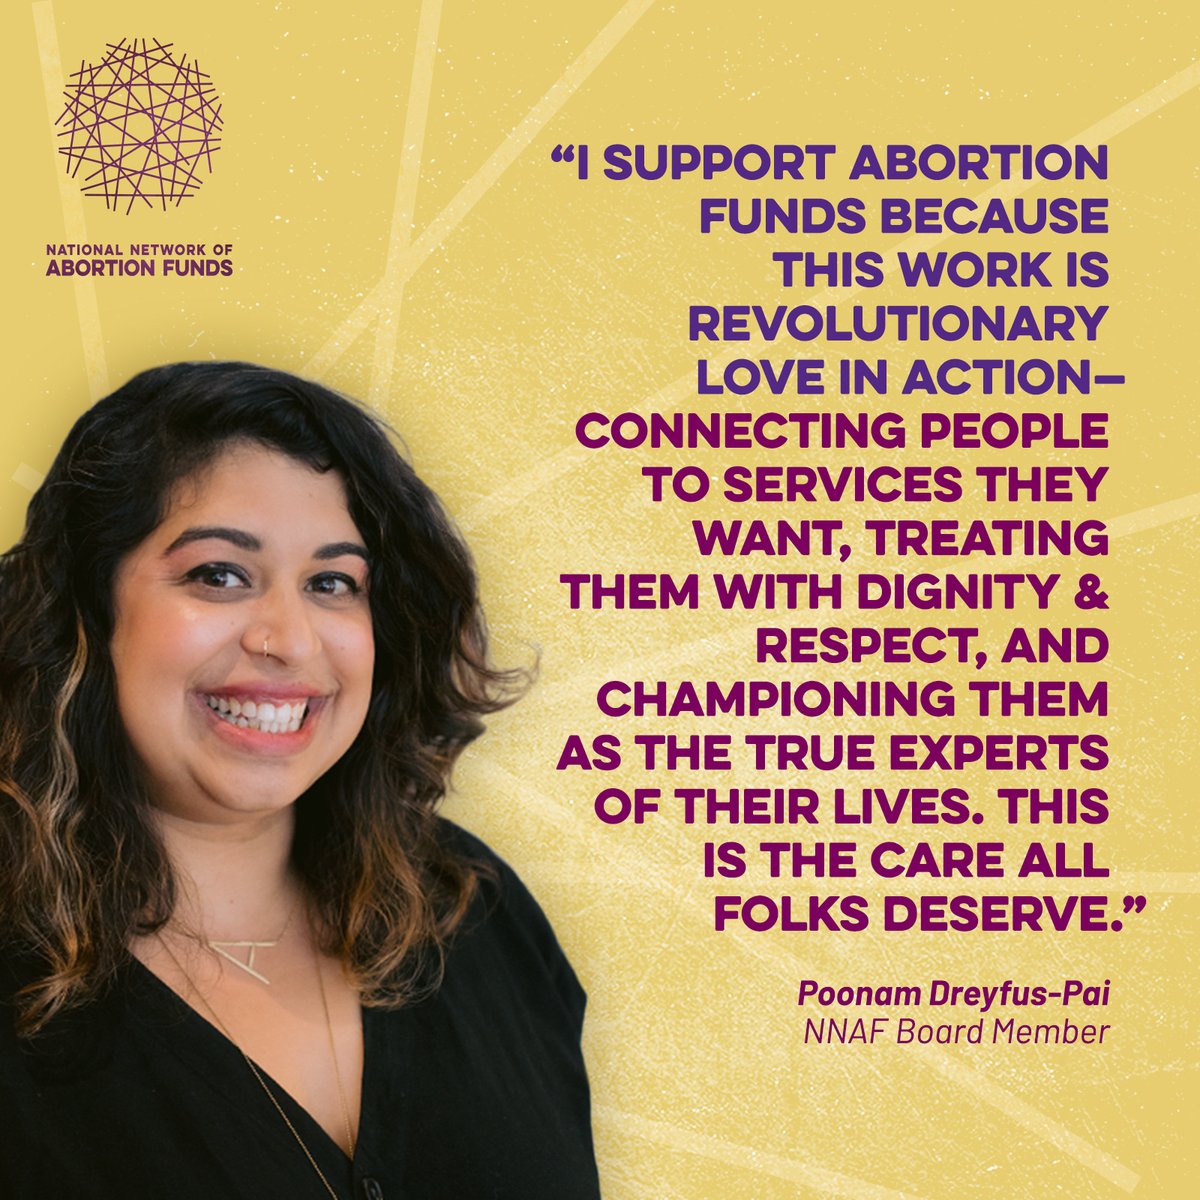 NATIONAL NETWORK OF
ABORTION FUNDS
“I SUPPORT ABORTION
FUNDS BECAUSE
THIS WORK IS
REVOLUTIONARY
LOVE IN ACTION—
CONNECTING PEOPLE
TO SERVICES THEY
WANT, TREATING
THEM WITH DIGNITY &
RESPECT, AND
CHAMPIONING THEM
AS THE TRUE EXPERTS
OF THEIR LIVES. THIS
IS THE CARE ALL
FOLKS DESERVE.”
Poonam Dreyfus-Pai
NNAF Board Member